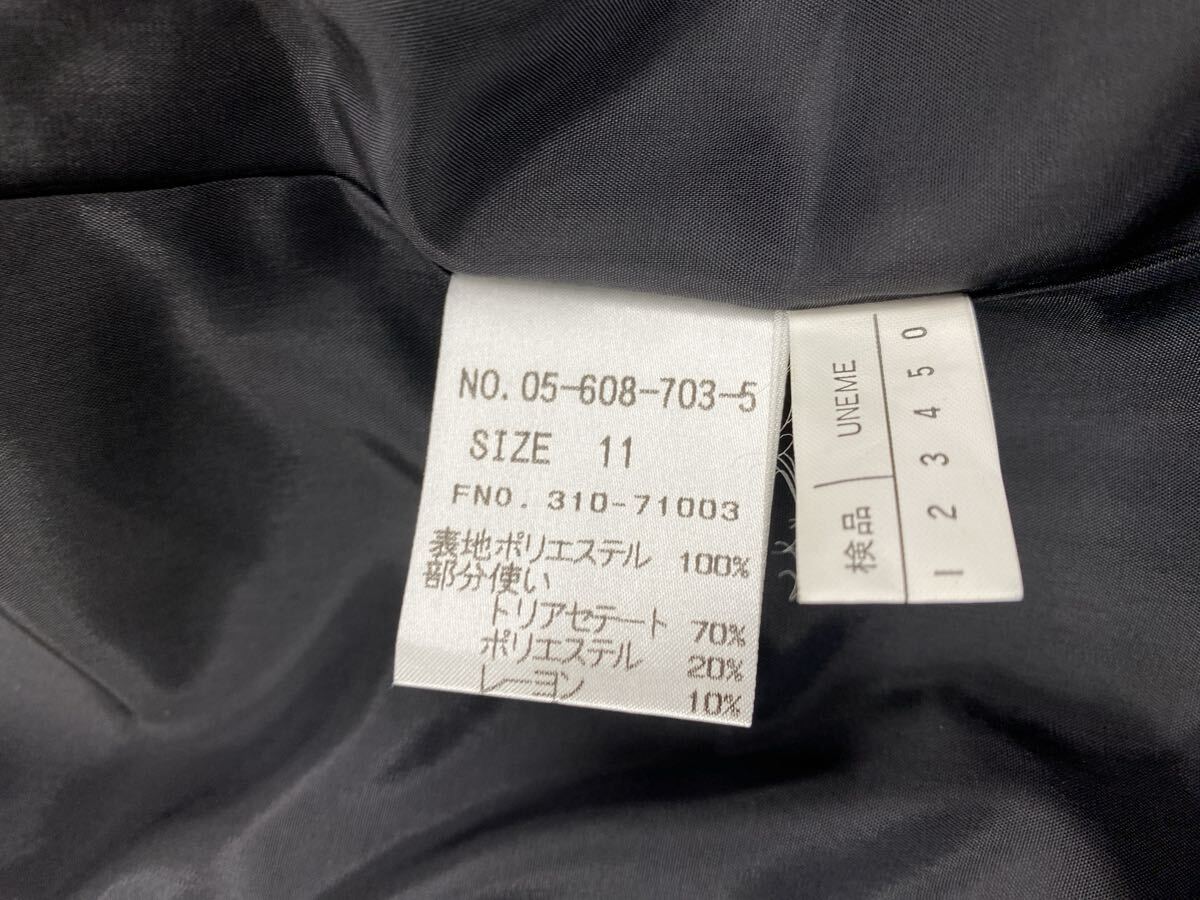 NO. 05-608-703-5
SIZE 11
FNO. 310-71003
表地ポリエステル 100%
部分使い
トリアセテート 70%
ポリエステル 20%
レーヨン 10%
検品 UNEME
1 2 3 4 5 0